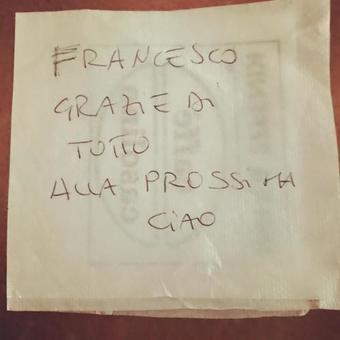 FRANCESCO
GRAZIE DI
TUTTO
ALLA PROSSIMA
CIAO